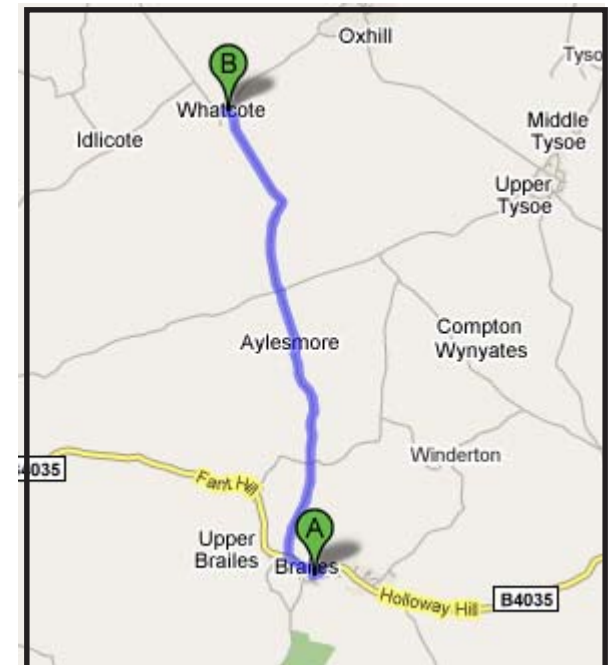 Oxhill
Tyso
B
Whatcote
Middle
Tysoe
Idlicote
Upper
Tysoe
Compton
Wynyates
Aylesmore
Winderton
B4035
Fant Hill
A
Upper
Brailes
Brailes
Holloway Hill
B4035